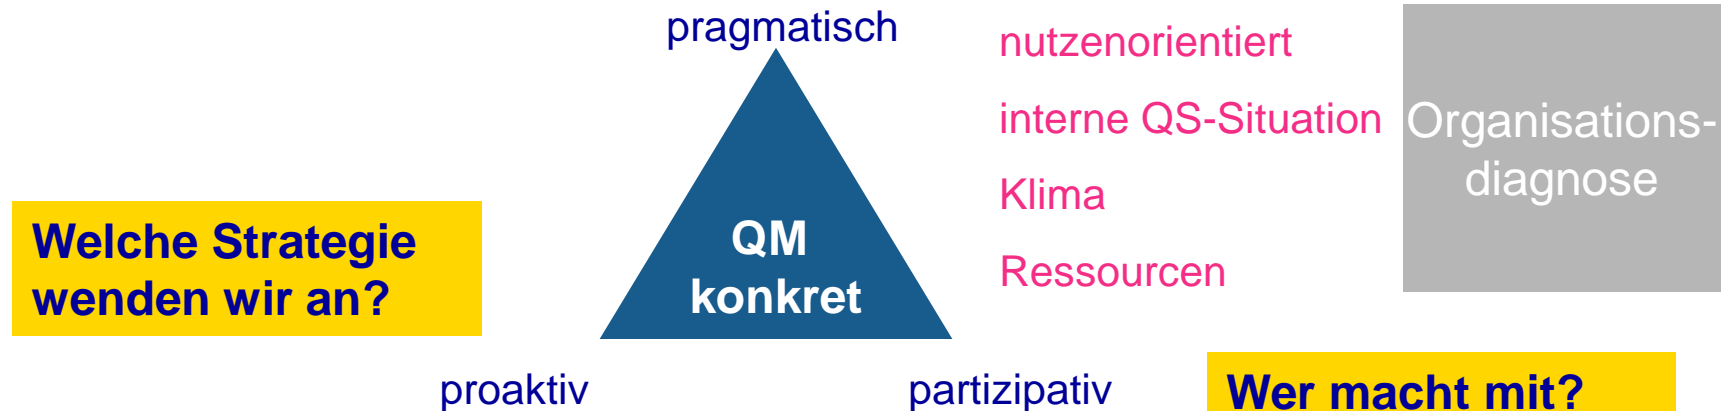 pragmatisch
nutzenorientiert
interne QS-Situation
Klima
Ressourcen
Organisations-
diagnose
Welche Strategie
wenden wir an?
QM
konkret
proaktiv
partizipativ
Wer macht mit?